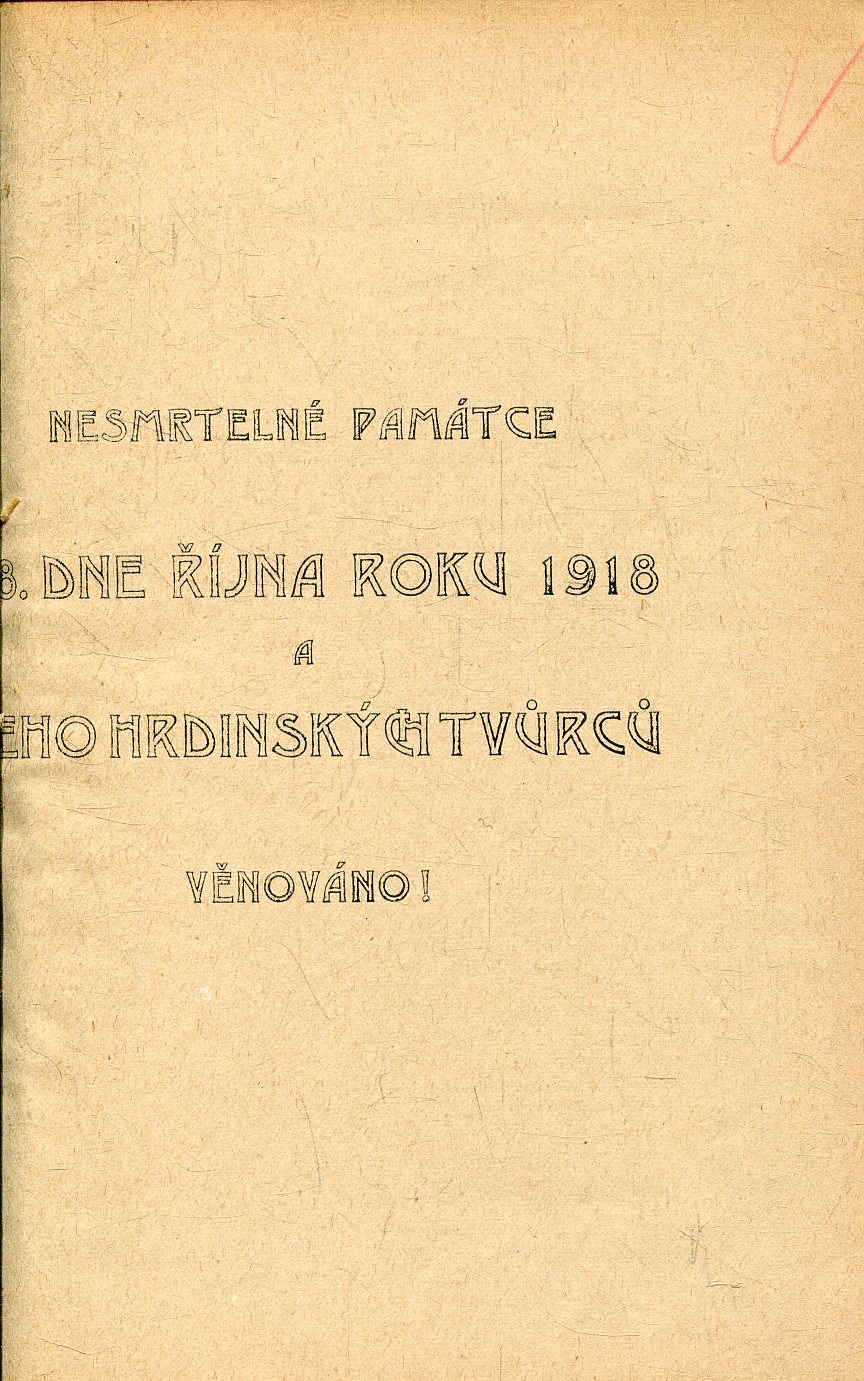 NESMRTELNÉ PAMÁTCE
8. DNE ŘÍJNA ROKU 1918
A
EHO HRDINSKÝCH TVŮRCŮ
VĚNOVÁNO!